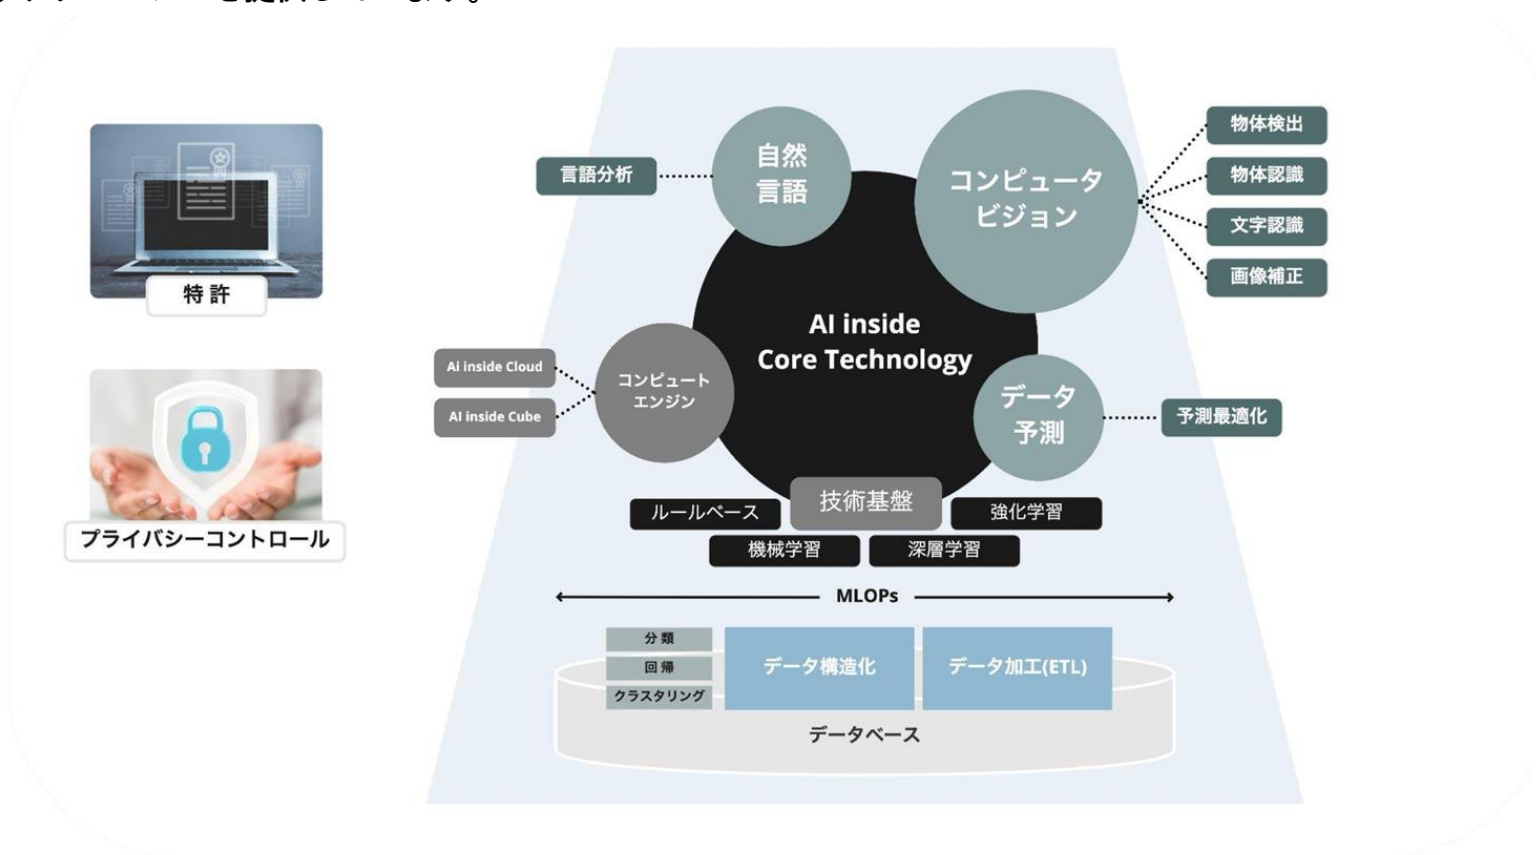 特 許
プライバシーコントロール
自然
言語
言語分析
コンピュータ
ビジョン
物体検出
物体認識
文字認識
画像補正
AI inside
Core Technology
コンピュート
エンジン
Ai inside Cloud
AI inside Cube
データ
予測
予測最適化
技術基盤
ルールベース
強化学習
機械学習
深層学習
MLOPs
分 類
回 帰
クラスタリング
データ構造化
データ加工(ETL)
データベース